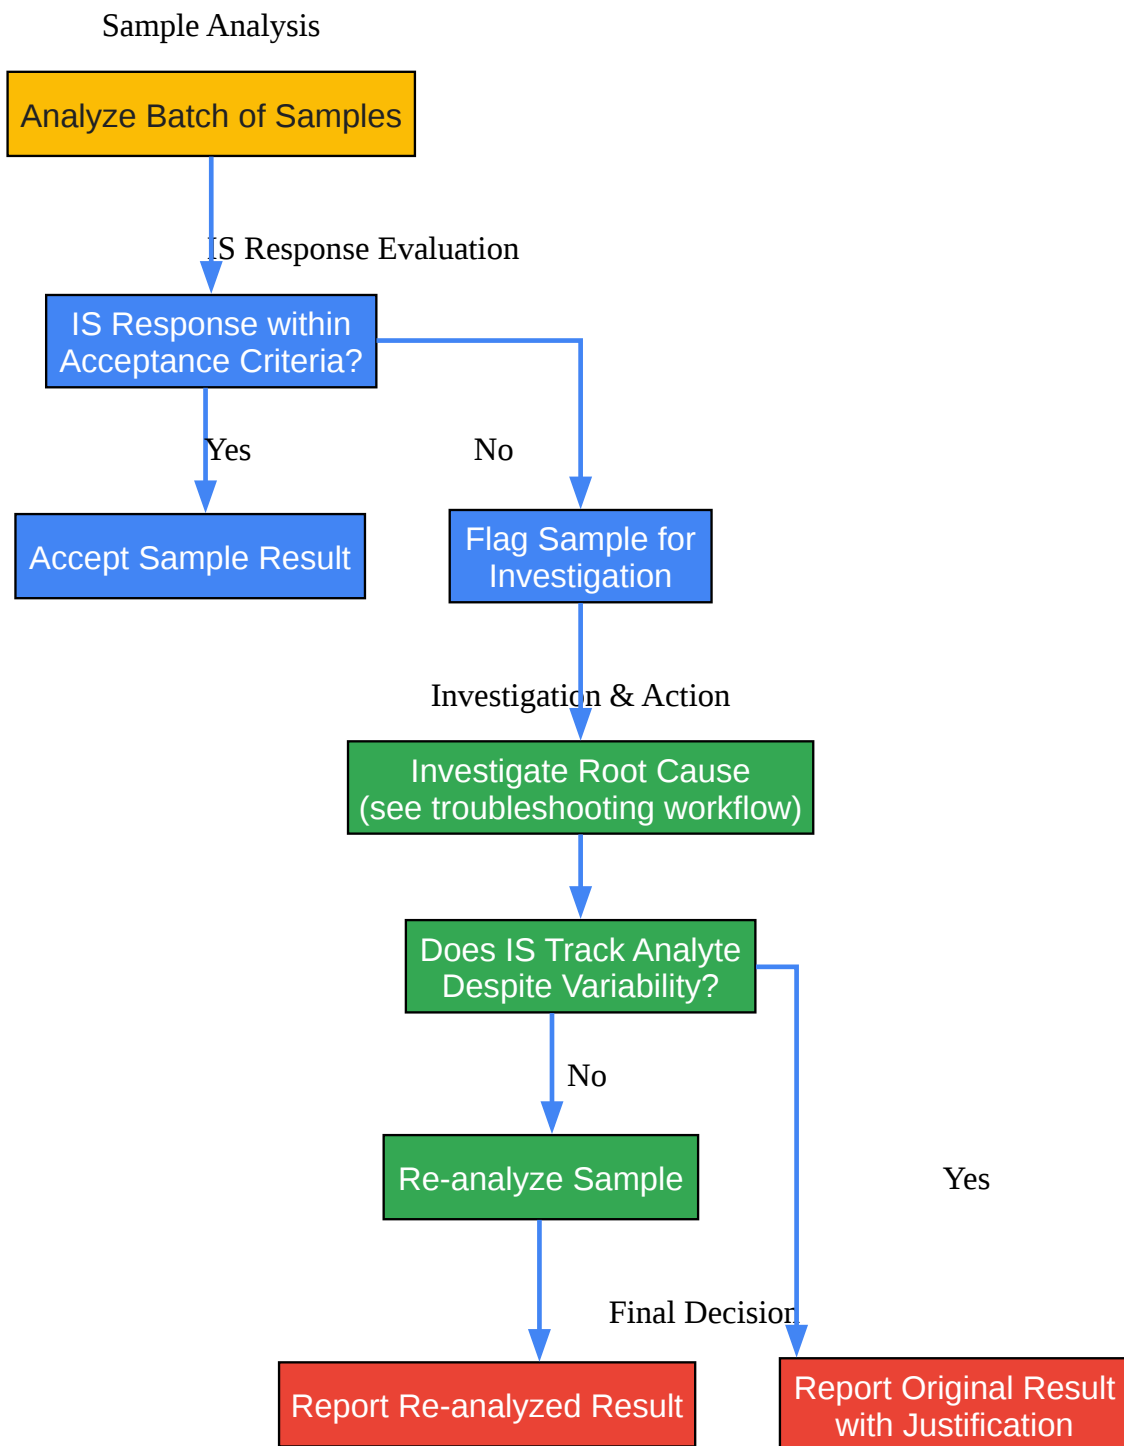 Sample Analysis
Analyze Batch of Samples
IS Response Evaluation
IS Response within
Acceptance Criteria?
Yes
No
Accept Sample Result
Flag Sample for
Investigation
Investigation & Action
Investigate Root Cause
(see troubleshooting workflow)
Does IS Track Analyte
Despite Variability?
No
Re-analyze Sample
Yes
Final Decision
Report Re-analyzed Result
Report Original Result
with Justification